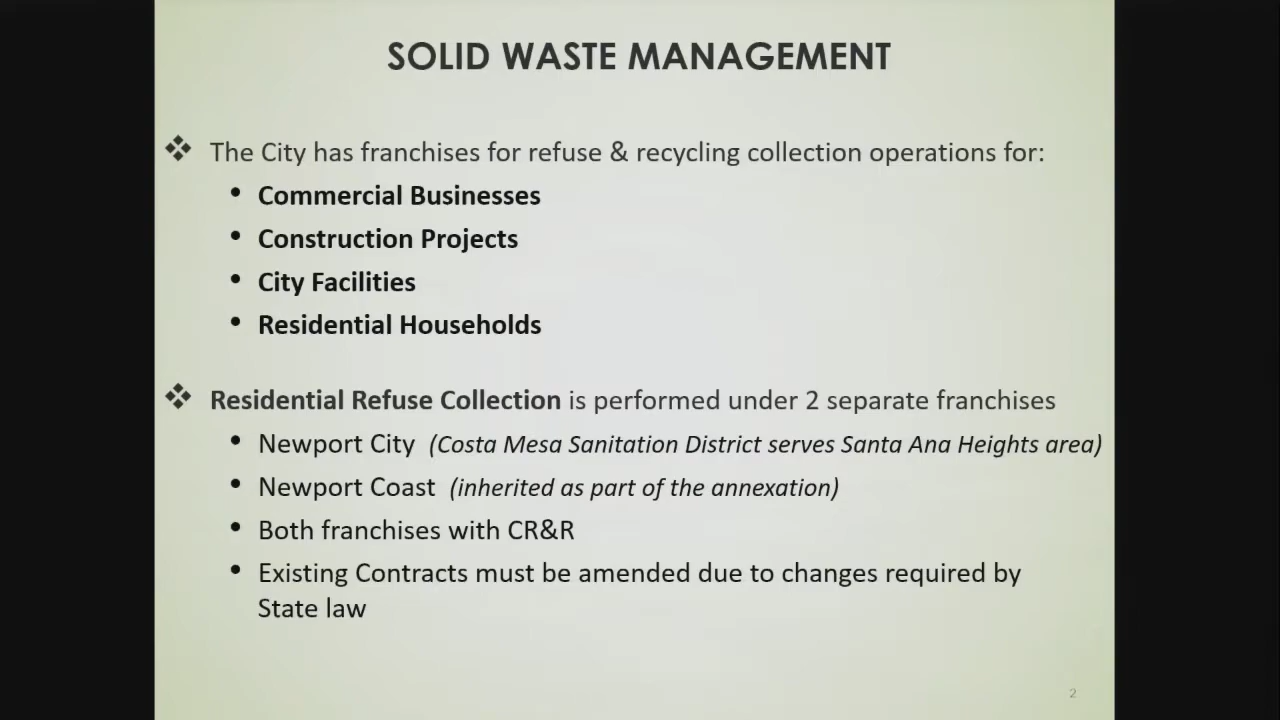 SOLID WASTE MANAGEMENT
❖ The City has franchises for refuse & recycling collection operations for:
• Commercial Businesses
• Construction Projects
• City Facilities
• Residential Households
❖ Residential Refuse Collection is performed under 2 separate franchises
• Newport City (Costa Mesa Sanitation District serves Santa Ana Heights area)
• Newport Coast (inherited as part of the annexation)
• Both franchises with CR&R
• Existing Contracts must be amended due to changes required by
State law
2